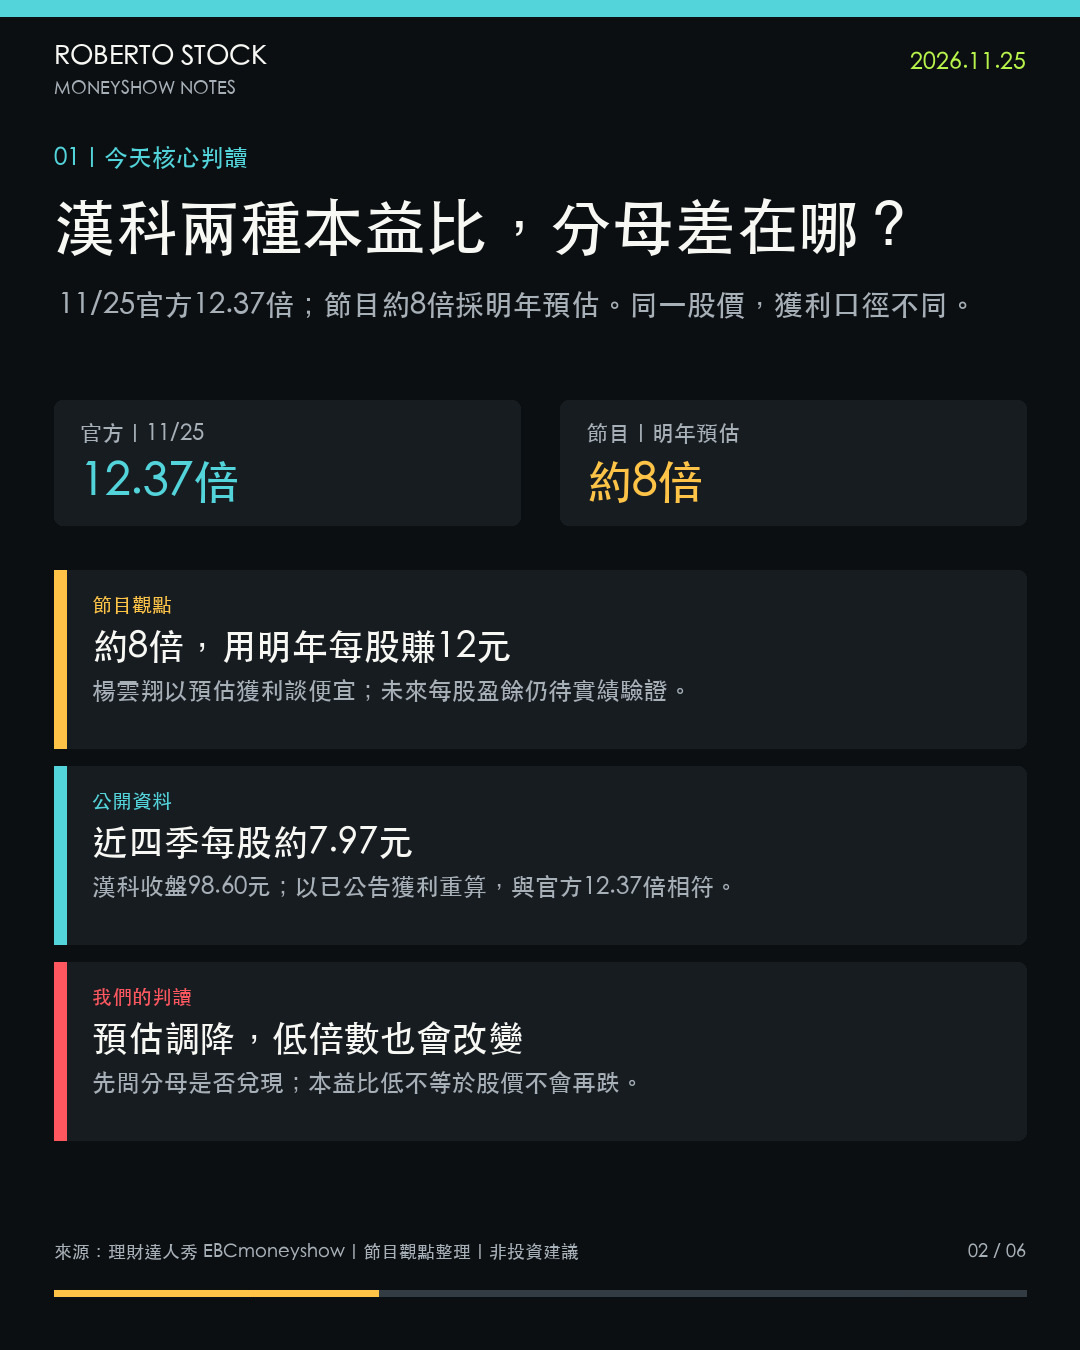 ROBERTO STOCK
MONEYSHOW NOTES
2026.11.25
01｜今天核心判讀
漢科兩種本益比，分母差在哪？
11/25官方12.37倍；節目約8倍採明年預估。同一股價，獲利口徑不同。
官方｜11/25
12.37倍
節目｜明年預估
約8倍
節目觀點
約8倍，用明年每股賺12元
楊雲翔以預估獲利談便宜；未來每股盈餘仍待實績驗證。
公開資料
近四季每股約7.97元
漢科收盤98.60元；以已公告獲利重算，與官方12.37倍相符。
我們的判讀
預估調降，低倍數也會改變
先問分母是否兌現；本益比低不等於股價不會再跌。
來源：理財達人秀 EBCmoneyshow｜節目觀點整理｜非投資建議
02 / 06